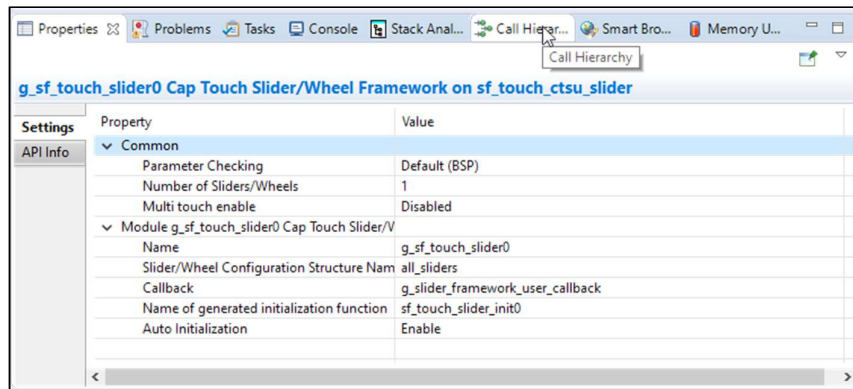 Properties Problems Tasks Console Stack Anal... Call Hierar... Smart Bro... Memory U...
Call Hierarchy
g_sf_touch_slider0 Cap Touch Slider/Wheel Framework on sf_touch_ctsu_slider
Settings
API Info
Property Value
Common
Parameter Checking Default (BSP)
Number of Sliders/Wheels 1
Multi touch enable Disabled
Module g_sf_touch_slider0 Cap Touch Slider/V
Name g_sf_touch_slider0
Slider/Wheel Configuration Structure Nam all_sliders
Callback g_slider_framework_user_callback
Name of generated initialization function sf_touch_slider_init0
Auto Initialization Enable